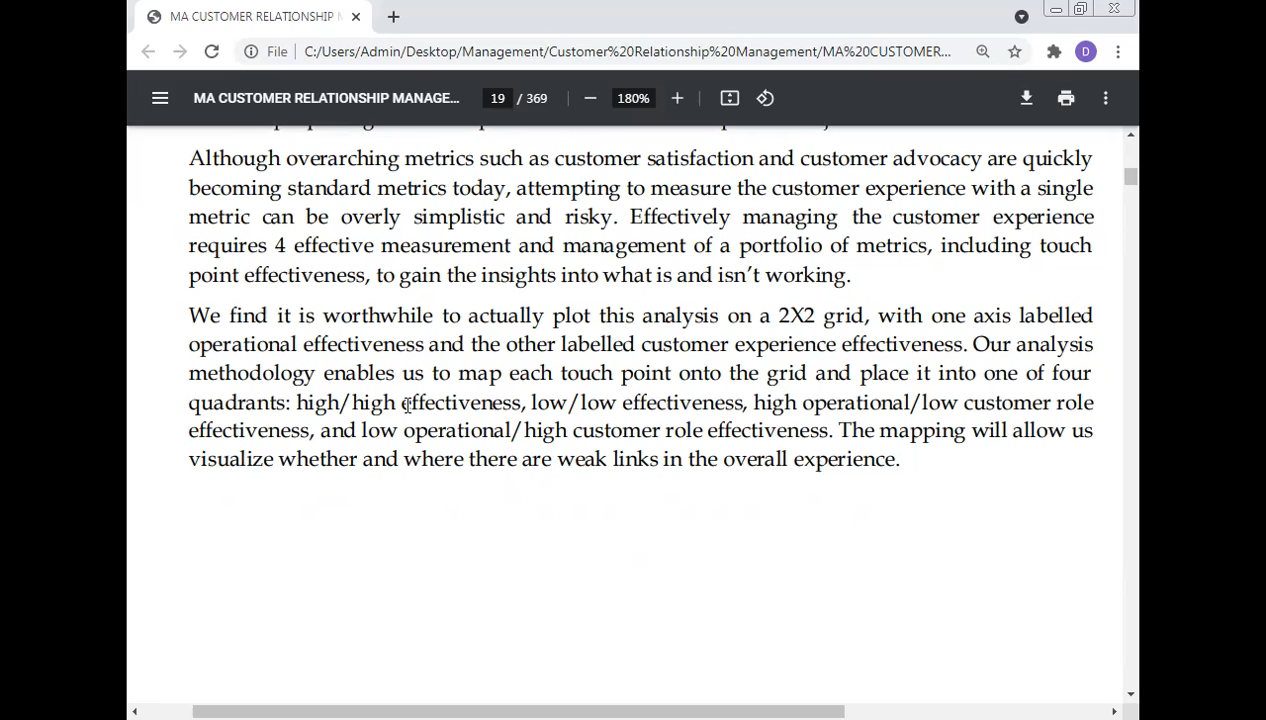 MA CUSTOMER RELATIONSHIP
File C:/Users/Admin/Desktop/Management/Customer%20Relationship%20Management/MA%20CUSTOMER... D
MA CUSTOMER RELATIONSHIP MANAGE... 19 / 369 180%
Although overarching metrics such as customer satisfaction and customer advocacy are quickly
becoming standard metrics today, attempting to measure the customer experience with a single
metric can be overly simplistic and risky. Effectively managing the customer experience
requires 4 effective measurement and management of a portfolio of metrics, including touch
point effectiveness, to gain the insights into what is and isn't working.
We find it is worthwhile to actually plot this analysis on a 2X2 grid, with one axis labelled
operational effectiveness and the other labelled customer experience effectiveness. Our analysis
methodology enables us to map each touch point onto the grid and place it into one of four
quadrants: high/high effectiveness, low/low effectiveness, high operational/low customer role
effectiveness, and low operational/high customer role effectiveness. The mapping will allow us
visualize whether and where there are weak links in the overall experience.